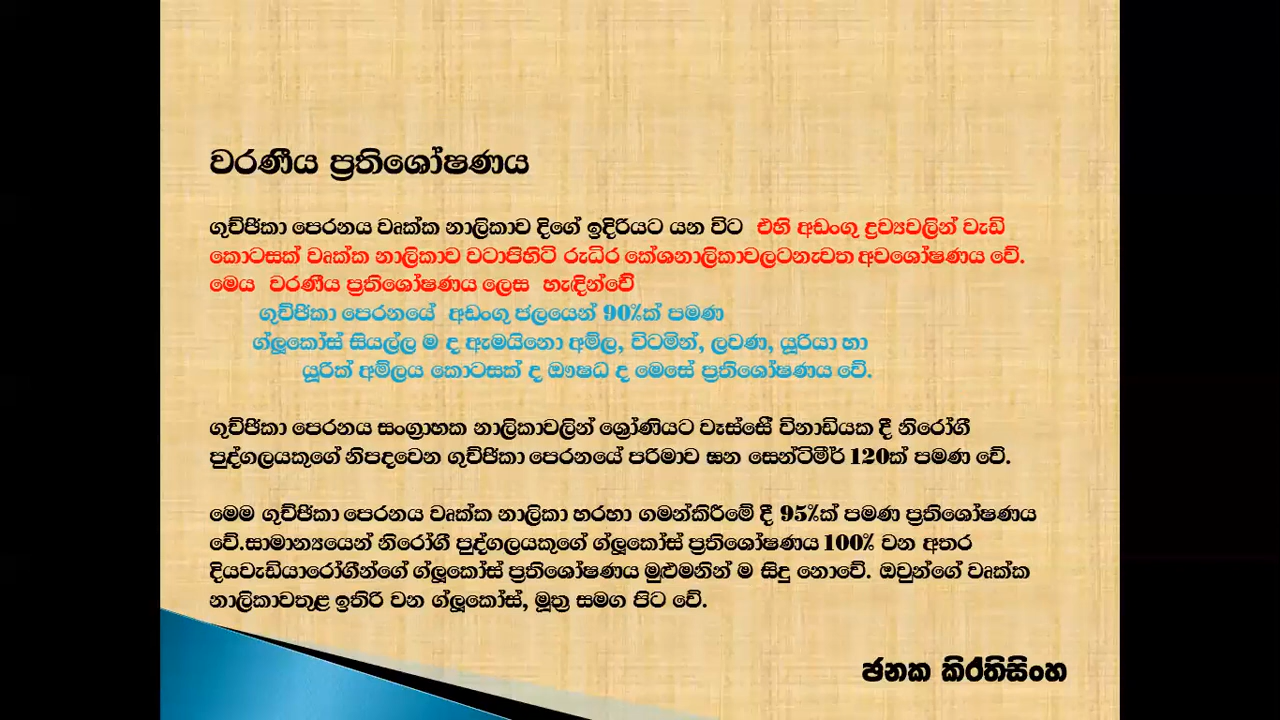 වරණීය ප්‍රතිශෝෂණය
ගුච්ඡිකා පෙරනය වෘක්ක නාලිකාව දිගේ ඉදිරියට යන විට එහි අඩංගු ද්‍රව්‍යවලින් වැඩි
කොටසක් වෘක්ක නාලිකාව වටාපිහිටි රුධිර කේශනාලිකාවලටනැවත අවශෝෂණය වේ.
මෙය වරණීය ප්‍රතිශෝෂණය ලෙස හැඳින්වේ
ගුච්ඡිකා පෙරනයේ අඩංගු ජලයෙන් 90%ක් පමණ
ග්ලූකෝස් සියල්ල ම ද ඇමයිනො අම්ල, විටමින්, ලවණ, යූරියා හා
යූරික් අම්ලය කොටසක් ද ඖෂධ ද මෙසේ ප්‍රතිශෝෂණය වේ.
ගුච්ඡිකා පෙරනය සංග්‍රාහක නාලිකාවලින් ශ්‍රෝණියට වෑස්සේ විනාඩියක දී නිරෝගී
පුද්ගලයකුගේ නිපදවෙන ගුච්ඡිකා පෙරනයේ පරිමාව ඝන සෙන්ටිමීර් 120ක් පමණ වේ.
මෙම ගුච්ඡිකා පෙරනය වෘක්ක නාලිකා හරහා ගමන්කිරීමේ දී 95%ක් පමණ ප්‍රතිශෝෂණය
වේ.සාමාන්‍යයෙන් නිරෝගී පුද්ගලයකුගේ ග්ලූකෝස් ප්‍රතිශෝෂණය 100% වන අතර
දියවැඩියාරෝගීන්ගේ ග්ලූකෝස් ප්‍රතිශෝෂණය මුළුමනින් ම සිදු නොවේ. ඔවුන්ගේ වෘක්ක
නාලිකාවතුළ ඉතිරි වන ග්ලූකෝස්, මූත්‍ර සමග පිට වේ.
ජනක කිර්තිසිංහ